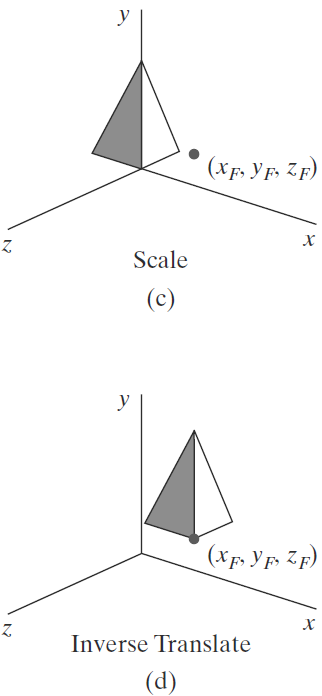 y
(x_F, y_F, z_F)
z
x
Scale
(c)
y
(x_F, y_F, z_F)
z
x
Inverse Translate
(d)